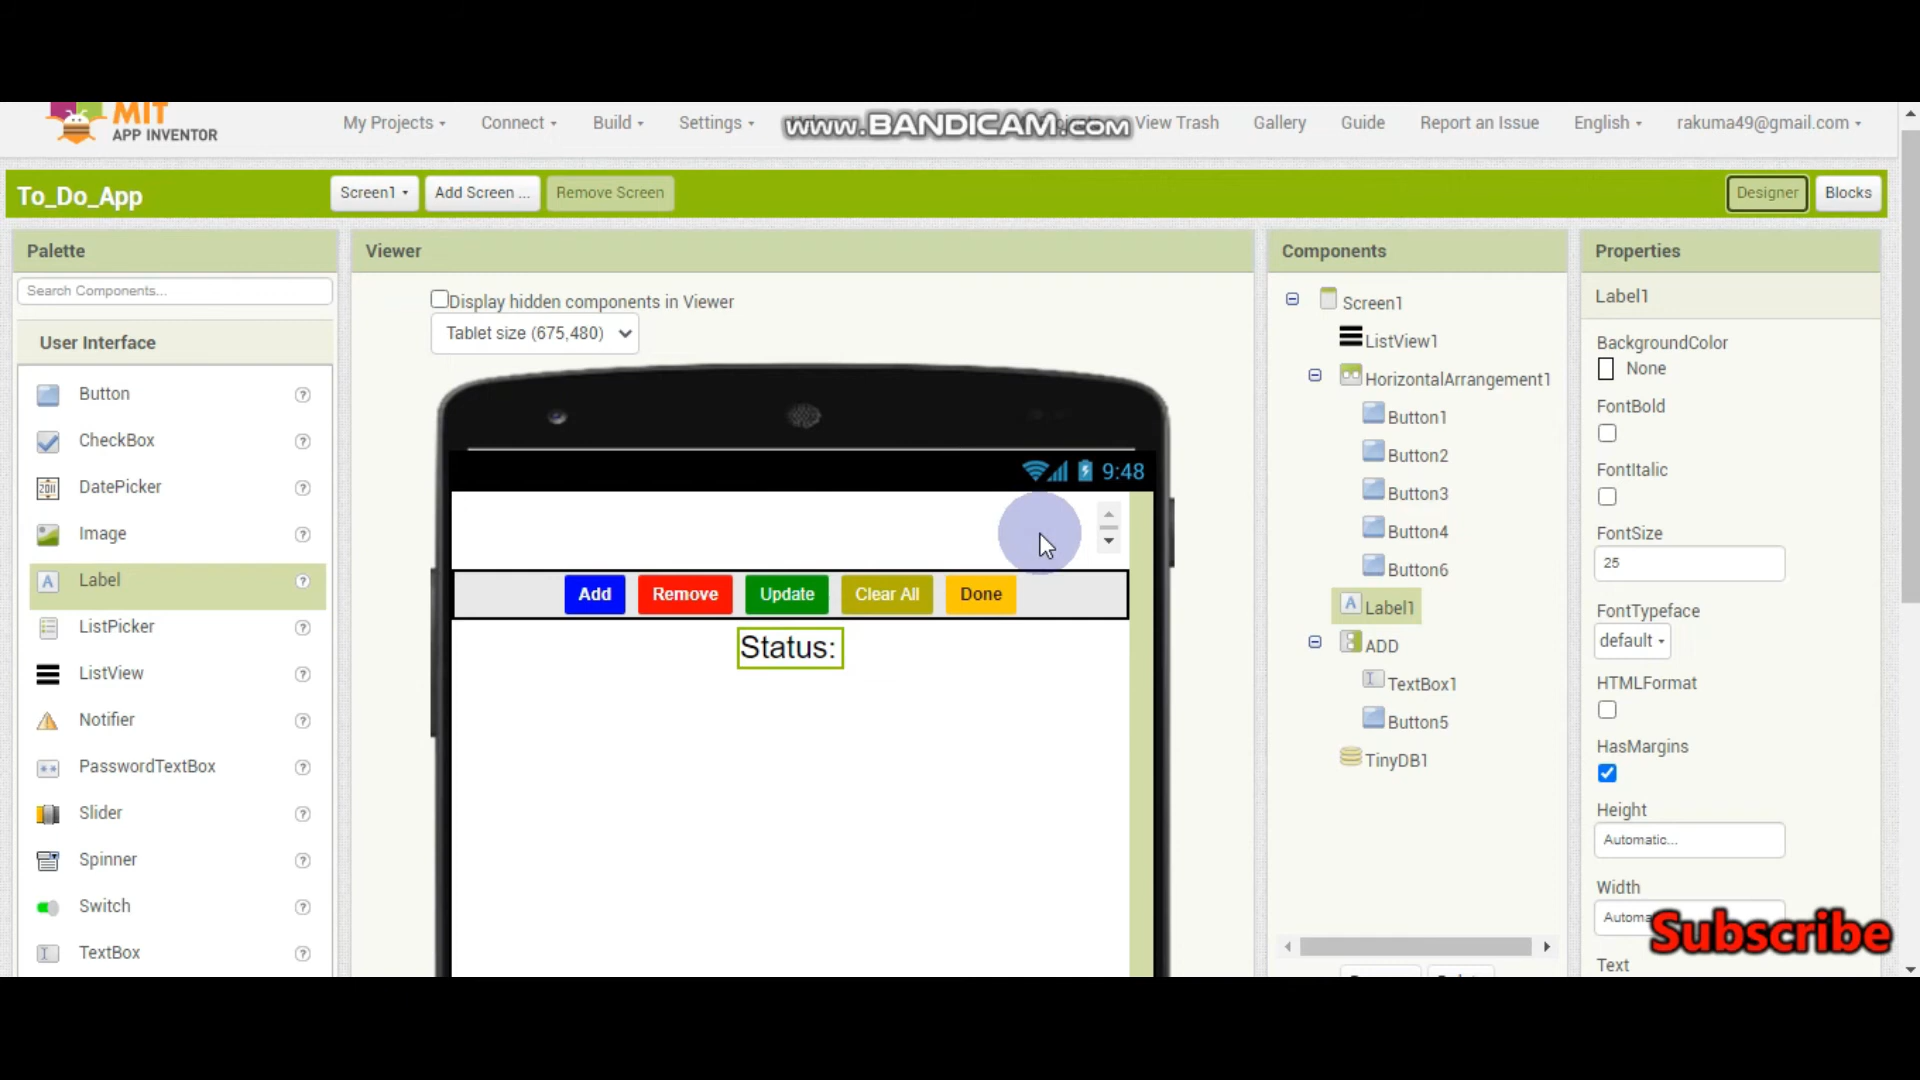 MIT
APP INVENTOR
My Projects
Connect
Build
Settings
www.BANDICAM.com
View Trash
Gallery
Guide
Report an Issue
English
rakuma49@gmail.com
To_Do_App
Screen1
Add Screen ...
Remove Screen
Designer
Blocks
Palette
Search Components...
User Interface
Button
CheckBox
DatePicker
Image
Label
ListPicker
ListView
Notifier
PasswordTextBox
Slider
Spinner
Switch
TextBox
Viewer
Display hidden components in Viewer
Tablet size (675,480)
9:48
Add
Remove
Update
Clear All
Done
Status:
Components
Screen1
ListView1
HorizontalArrangement1
Button1
Button2
Button3
Button4
Button6
Label1
ADD
TextBox1
Button5
TinyDB1
Properties
Label1
BackgroundColor
None
FontBold
FontItalic
FontSize
25
FontTypeface
default
HTMLFormat
HasMargins
Height
Automatic...
Width
Subscribe
Text